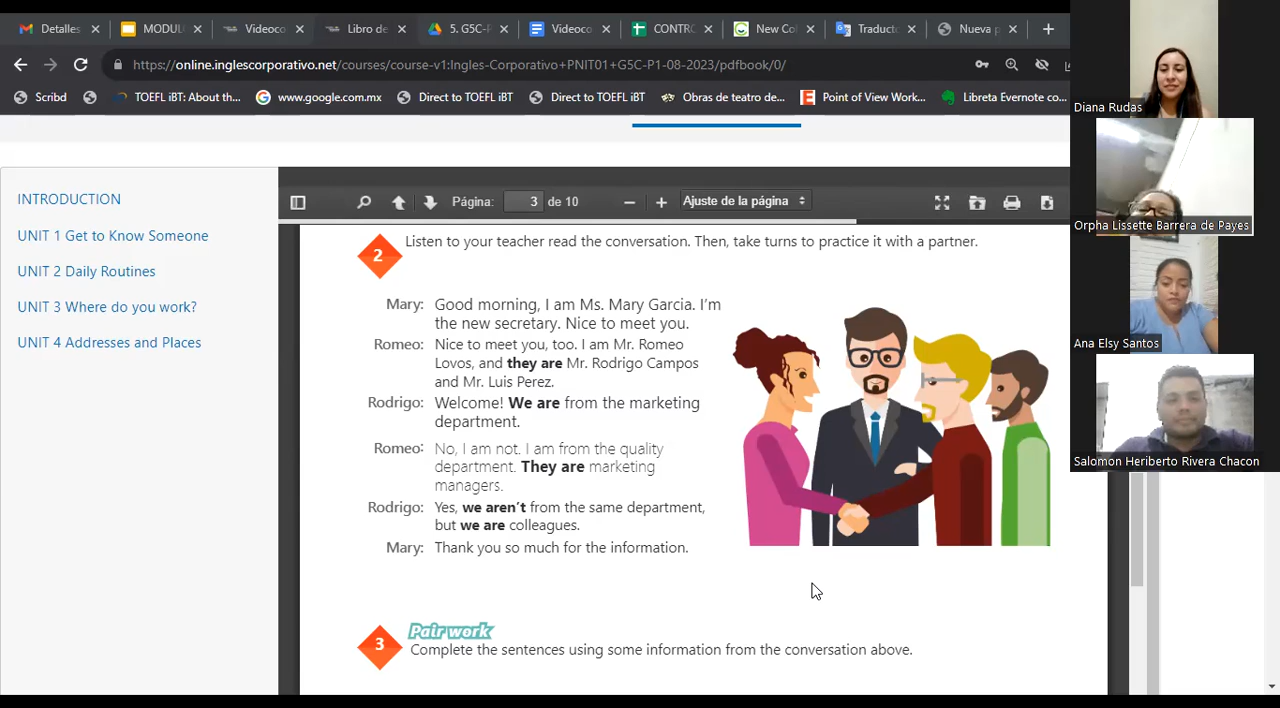 Detalles
MODUL
Videoco
Libro de
5. G5C-F
Videoco
CONTR
New Co
Traduct
Nueva p
https://online.inglescorporativo.net/courses/course-v1:Ingles-Corporativo+PNIT01+G5C-P1-08-2023/pdfbook/0/
Scribd
TOEFL iBT: About th...
www.google.com.mx
Direct to TOEFL iBT
Direct to TOEFL iBT
Obras de teatro de...
Point of View Work...
Libreta Evernote co...
INTRODUCTION
UNIT 1 Get to Know Someone
UNIT 2 Daily Routines
UNIT 3 Where do you work?
UNIT 4 Addresses and Places
Página: 3 de 10
Ajuste de la página
2 Listen to your teacher read the conversation. Then, take turns to practice it with a partner.
Mary: Good morning, I am Ms. Mary Garcia. I'm
the new secretary. Nice to meet you.
Romeo: Nice to meet you, too. I am Mr. Romeo
Lovos, and they are Mr. Rodrigo Campos
and Mr. Luis Perez.
Rodrigo: Welcome! We are from the marketing
department.
Romeo: No, I am not. I am from the quality
department. They are marketing
managers.
Rodrigo: Yes, we aren't from the same department,
but we are colleagues.
Mary: Thank you so much for the information.
Pair work
3 Complete the sentences using some information from the conversation above.
Diana Rudas
Orpha Lissette Barrera de Payes
Ana Elsy Santos
Salomon Heriberto Rivera Chacon